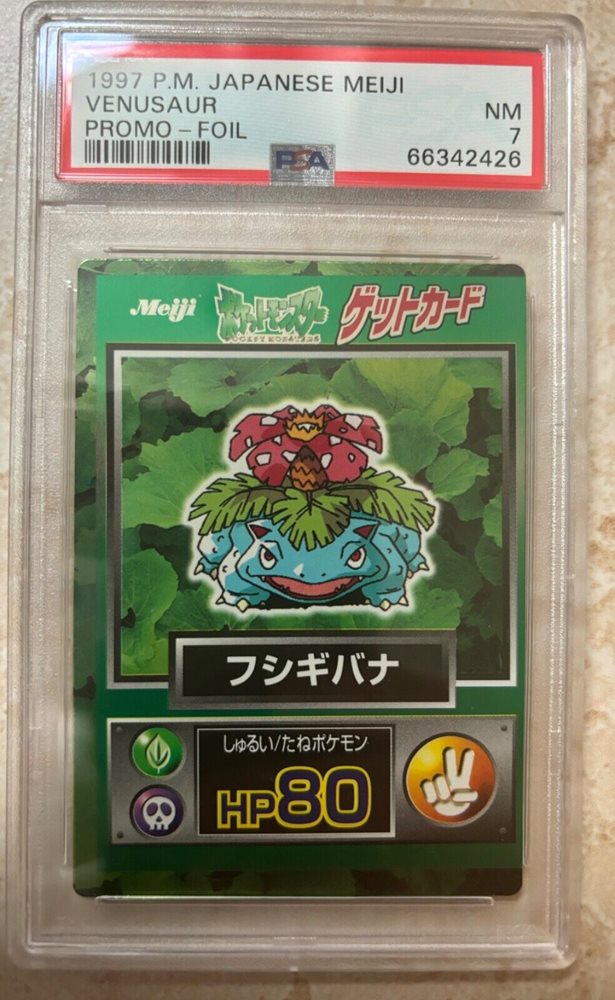 1997 P.M. JAPANESE MEIJI
VENUSAUR
PROMO – FOIL
NM
7
PSA
66342426
Meiji
ポケットモンスター
POCKET MONSTERS
ゲットカード
フシギバナ
しゅるい/たねポケモン
HP80